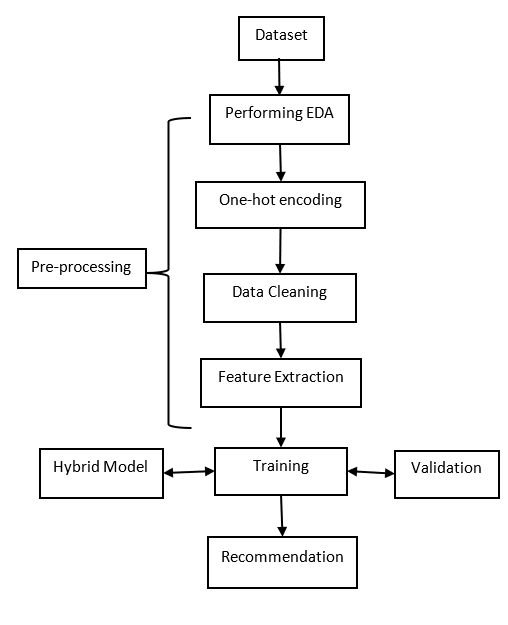 Dataset
Performing EDA
One-hot encoding
Pre-processing
Data Cleaning
Feature Extraction
Hybrid Model
Training
Validation
Recommendation